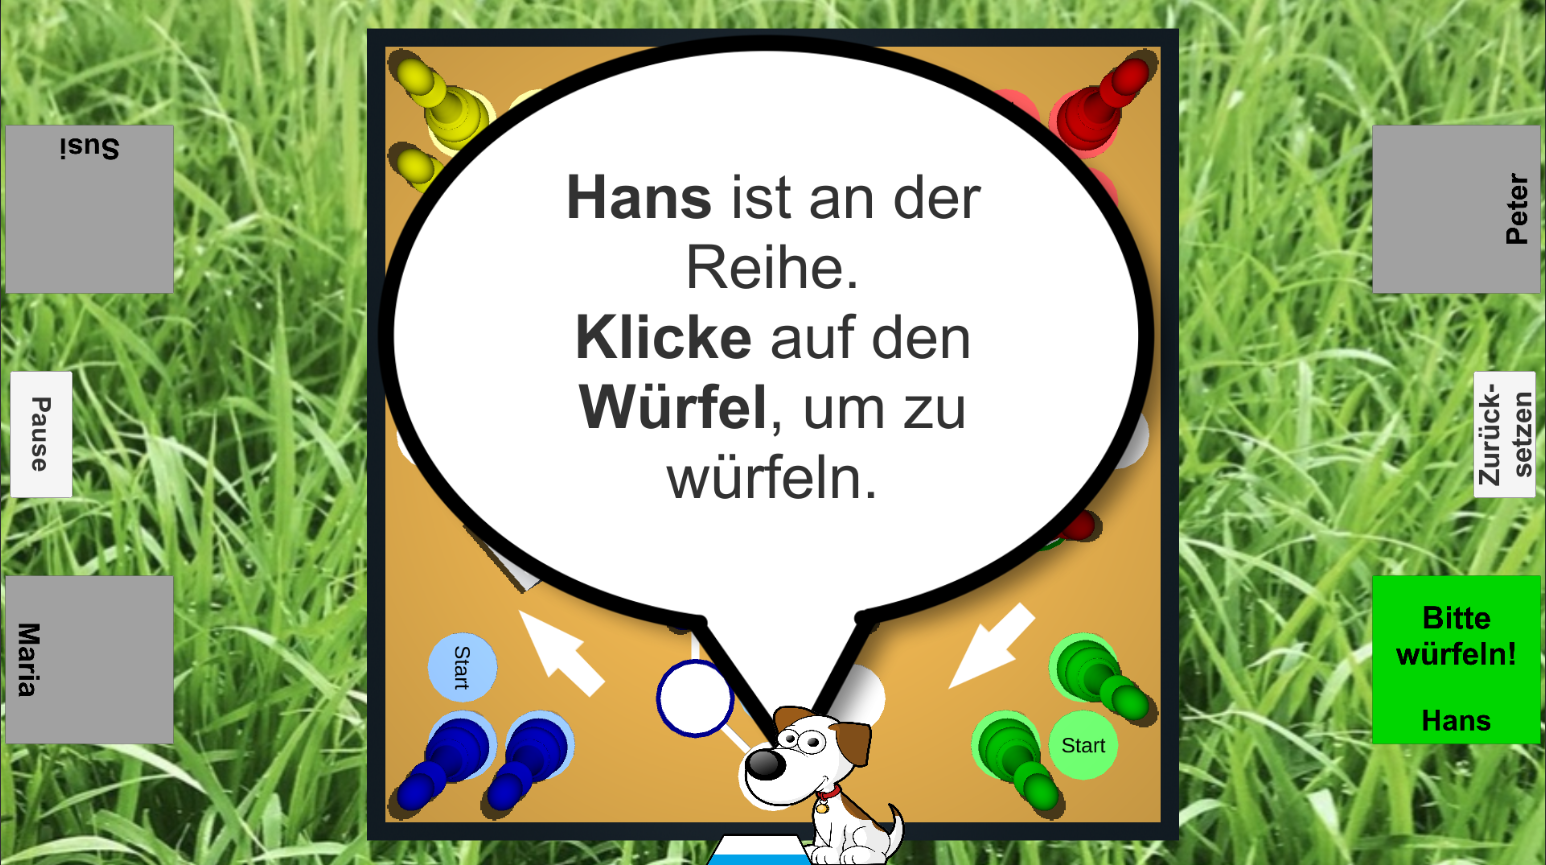 Hans ist an der
Reihe.
Klicke auf den
Würfel, um zu
würfeln.
Susi
Peter
Pause
Zurück-
setzen
Maria
Bitte
würfeln!
Hans
Start
Start